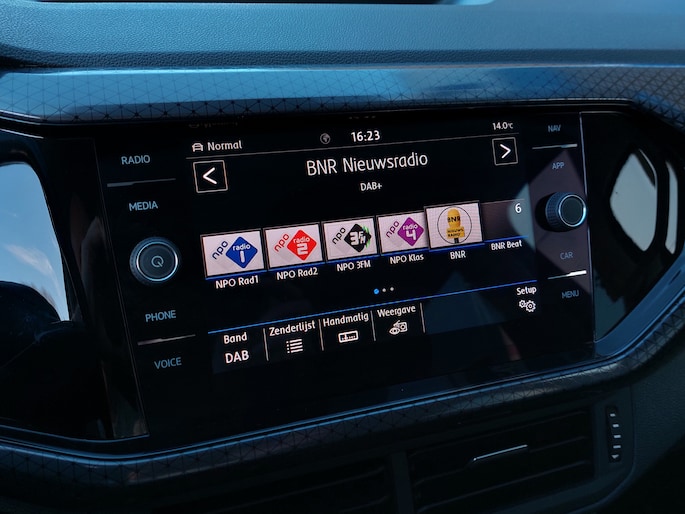 RADIO
MEDIA
PHONE
VOICE
Normal
16:23
14.0°C
< BNR Nieuwsradio >
DAB+
npo radio 1
npo radio 2
npo 3FM
npo radio 4
BNR NIEUWS RADIO
6
NPO Rad1
NPO Rad2
NPO 3FM
NPO Klas
BNR
BNR Beat
Setup
Band
DAB
Zenderlijst
Handmatig
Weergave
NAV
APP
CAR
MENU